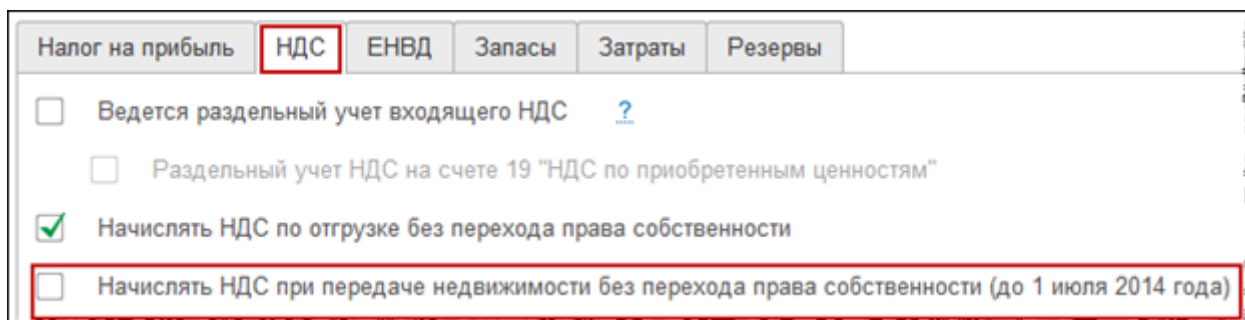 Налог на прибыль НДС ЕНВД Запасы Затраты Резервы
Ведется раздельный учет входящего НДС ?
Раздельный учет НДС на счете 19 "НДС по приобретенным ценностям"
Начислять НДС по отгрузке без перехода права собственности
Начислять НДС при передаче недвижимости без перехода права собственности (до 1 июля 2014 года)